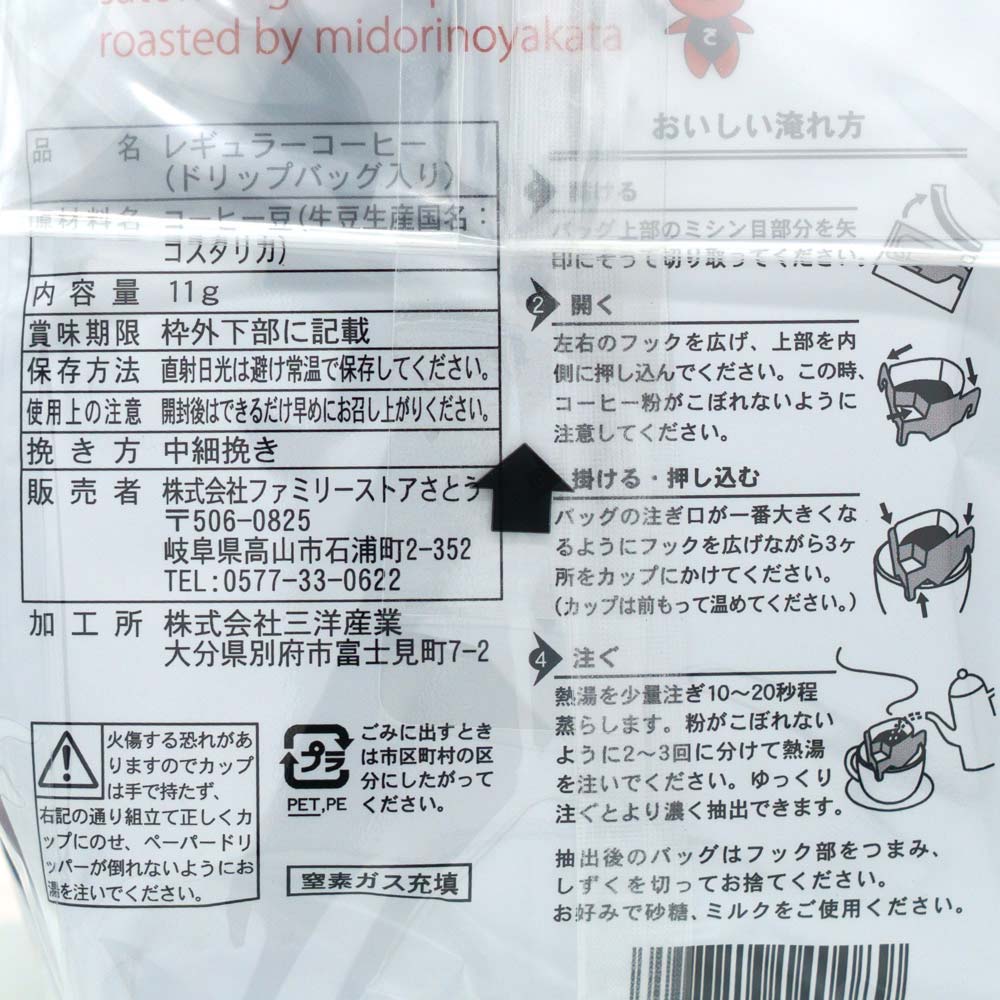 roasted by midorinoyakata
品名 レギュラーコーヒー
(ドリップバッグ入り)
原材料名 コーヒー豆(生豆生産国名:
コスタリカ)
内容量 11g
賞味期限 枠外下部に記載
保存方法 直射日光は避け常温で保存してください。
使用上の注意 開封後はできるだけ早めにお召し上がりください。
挽き方 中細挽き
販売者 株式会社ファミリーストアさとう
〒506-0825
岐阜県高山市石浦町2-352
TEL:0577-33-0622
加工所 株式会社三洋産業
大分県別府市富士見町7-2
火傷する恐れがあ
りますのでカップ
は手で持たず、
右記の通り組立て正しくカ
ップにのせ、ペーパードリ
ッパーが倒れないようにお
湯を注いでください。
プラ
PET,PE
ごみに出すとき
は市区町村の区
分にしたがって
ください。
窒素ガス充填
おいしい淹れ方
バッグ上部のミシン目部分を矢
印にそって切り取ってください。
2 開く
左右のフックを広げ、上部を内
側に押し込んでください。この時、
コーヒー粉がこぼれないように
注意してください。
掛ける・押し込む
バッグの注ぎ口が一番大きくな
るようにフックを広げながら3ヶ
所をカップにかけてください。
(カップは前もって温めてください。)
4 注ぐ
熱湯を少量注ぎ10〜20秒程
蒸らします。粉がこぼれない
ように2〜3回に分けて熱湯
を注いでください。ゆっくり
注ぐとより濃く抽出できます。
抽出後のバッグはフック部をつまみ、
しずくを切ってお捨てください。
お好みで砂糖、ミルクをご使用ください。